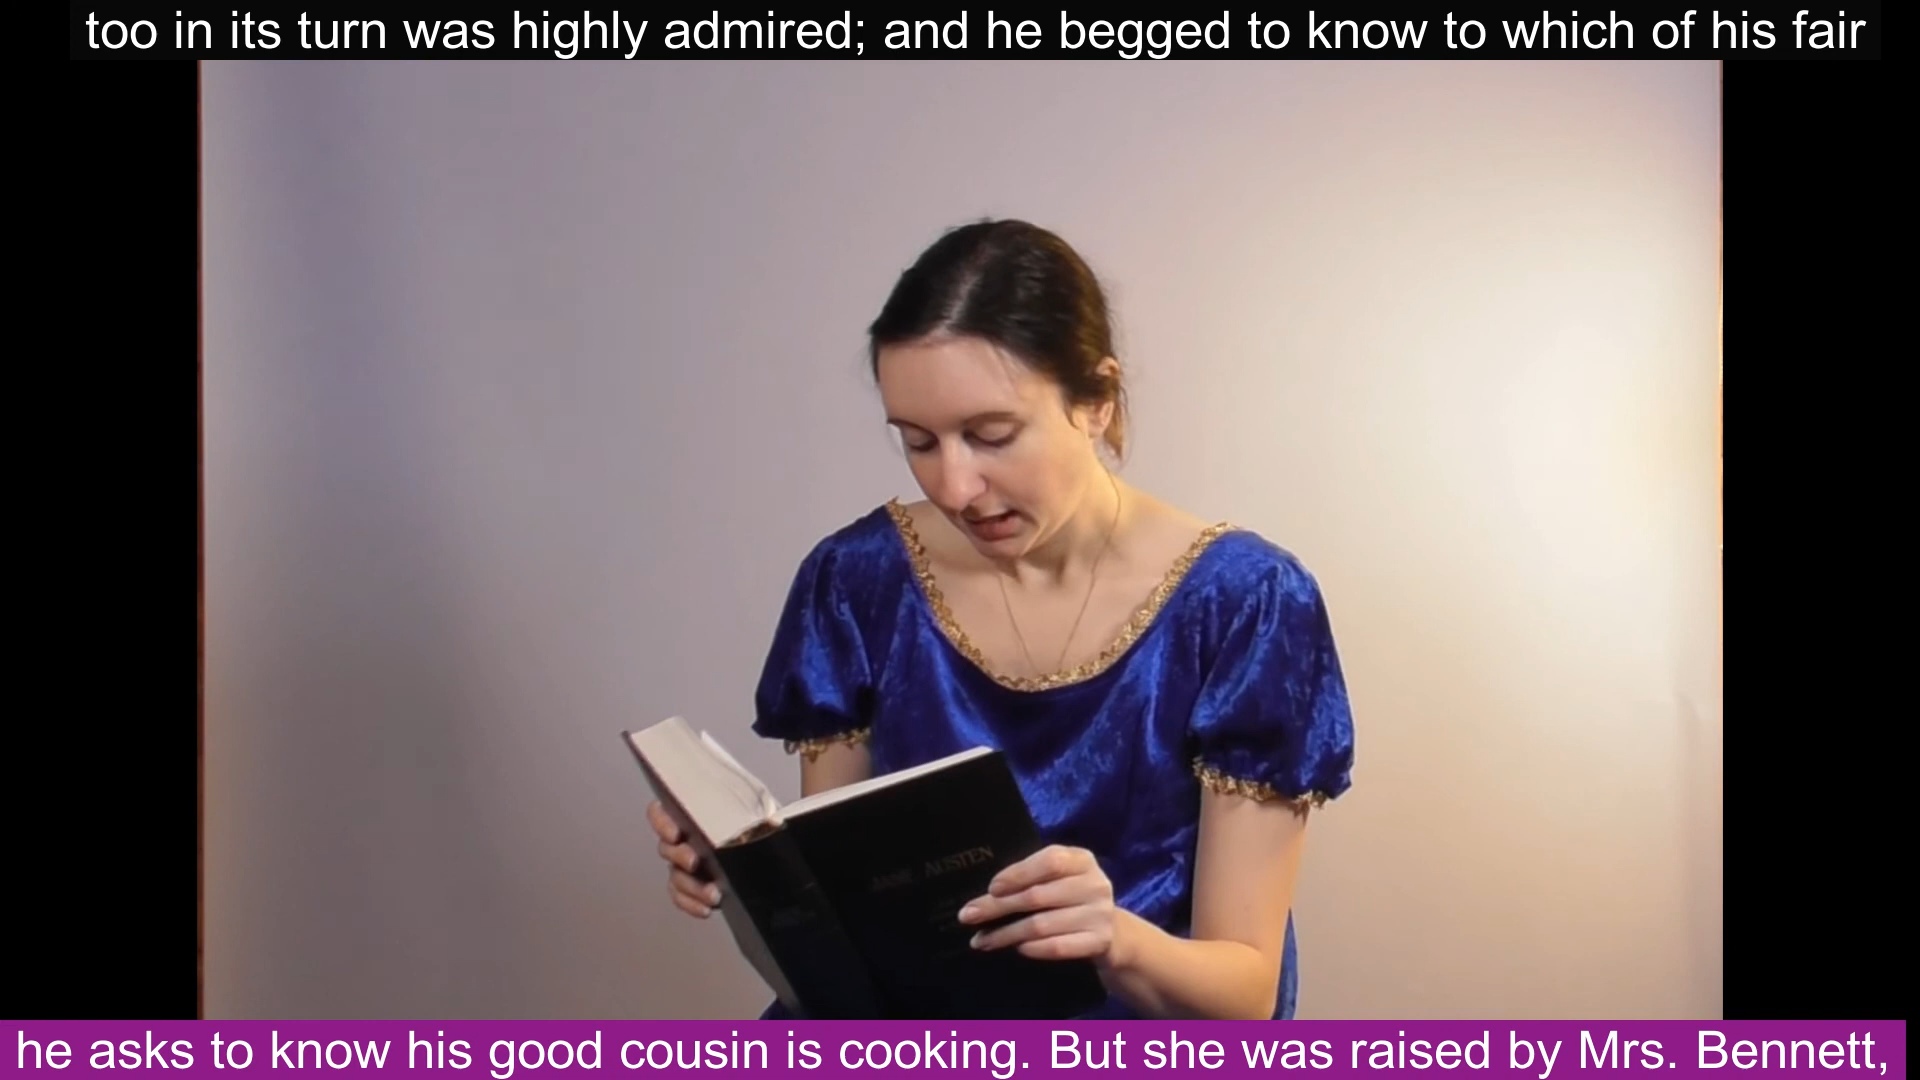 too in its turn was highly admired; and he begged to know to which of his fair
JANE AUSTEN
he asks to know his good cousin is cooking. But she was raised by Mrs. Bennett,